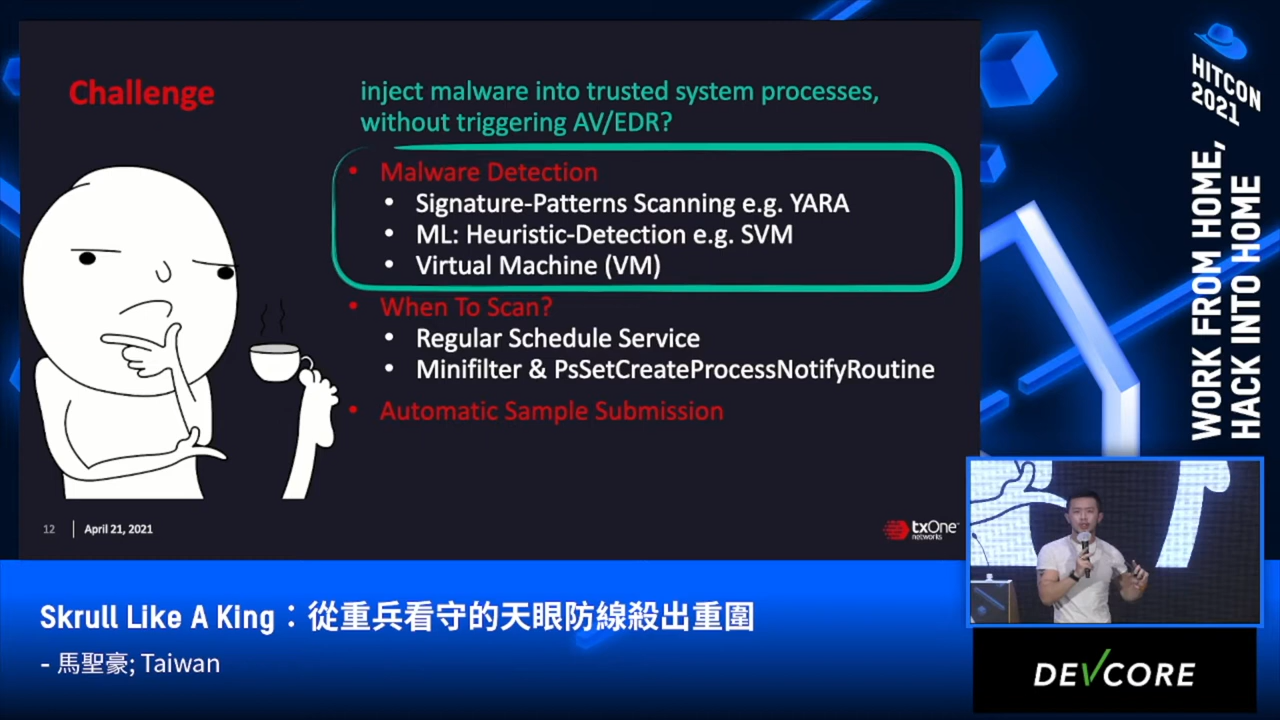 Challenge
inject malware into trusted system processes,
without triggering AV/EDR?
• Malware Detection
• Signature-Patterns Scanning e.g. YARA
• ML: Heuristic-Detection e.g. SVM
• Virtual Machine (VM)
• When To Scan?
• Regular Schedule Service
• Minifilter & PsSetCreateProcessNotifyRoutine
• Automatic Sample Submission
12 | April 21, 2021
txOne
networks
HITCON
2021
WORK FROM HOME,
HACK INTO HOME
Skrull Like A King：從重兵看守的天眼防線殺出重圍
- 馬聖豪; Taiwan
DEVCORE